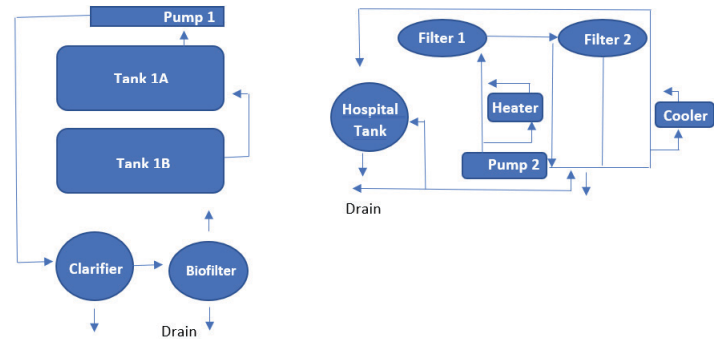 Pump 1
Tank 1A
Tank 1B
Clarifier
Biofilter
Drain
Filter 1
Filter 2
Hospital
Tank
Heater
Cooler
Pump 2
Drain